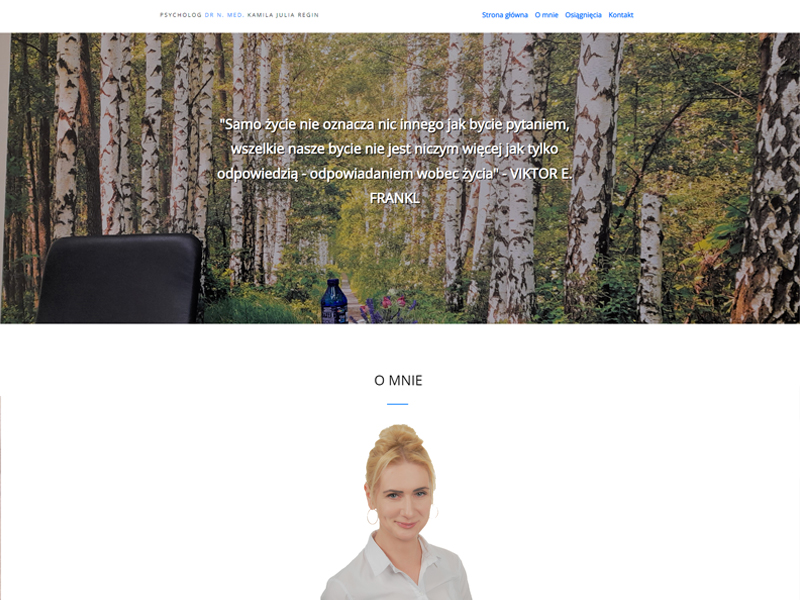 PSYCHOLOG DR N. MED. KAMILA JULIA REGIN
Strona główna O mnie Osiągnięcia Kontakt
"Samo życie nie oznacza nic innego jak bycie pytaniem,
wszelkie nasze bycie nie jest niczym więcej jak tylko
odpowiedzią - odpowiadaniem wobec życia" - VIKTOR E.
FRANKL
O MNIE